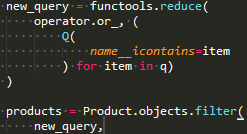 new_query = functools.reduce(
operator.or_, (
Q(
name__icontains=item
) for item in q)
)
products = Product.objects.filter(
new_query,